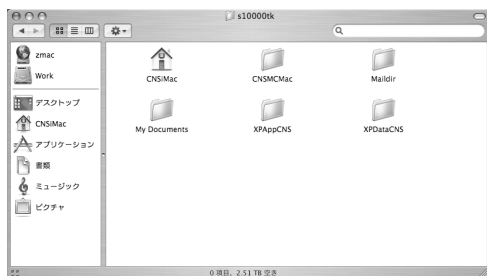 s10000tk
zmac
Work
デスクトップ
CNSiMac
アプリケーション
書類
ミュージック
ピクチャ
CNSiMac
CNSMCMac
Maildir
My Documents
XPAppCNS
XPDataCNS
0 項目、2.51 TB 空き